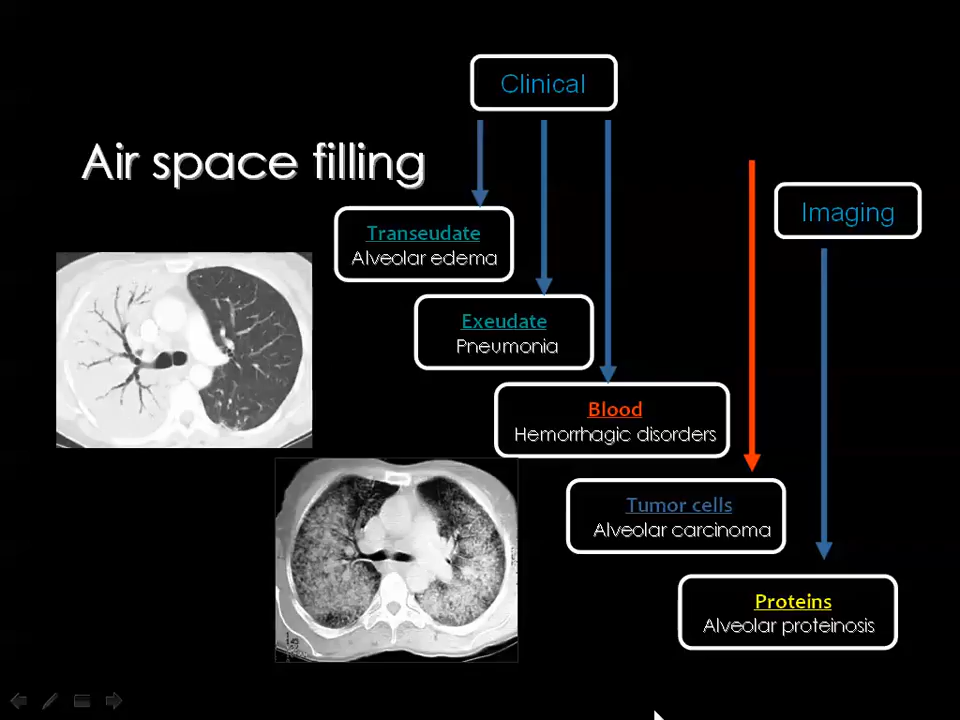 Clinical
Air space filling
Imaging
Transeudate
Alveolar edema
Exeudate
Pneumonia
Blood
Hemorrhagic disorders
Tumor cells
Alveolar carcinoma
Proteins
Alveolar proteinosis